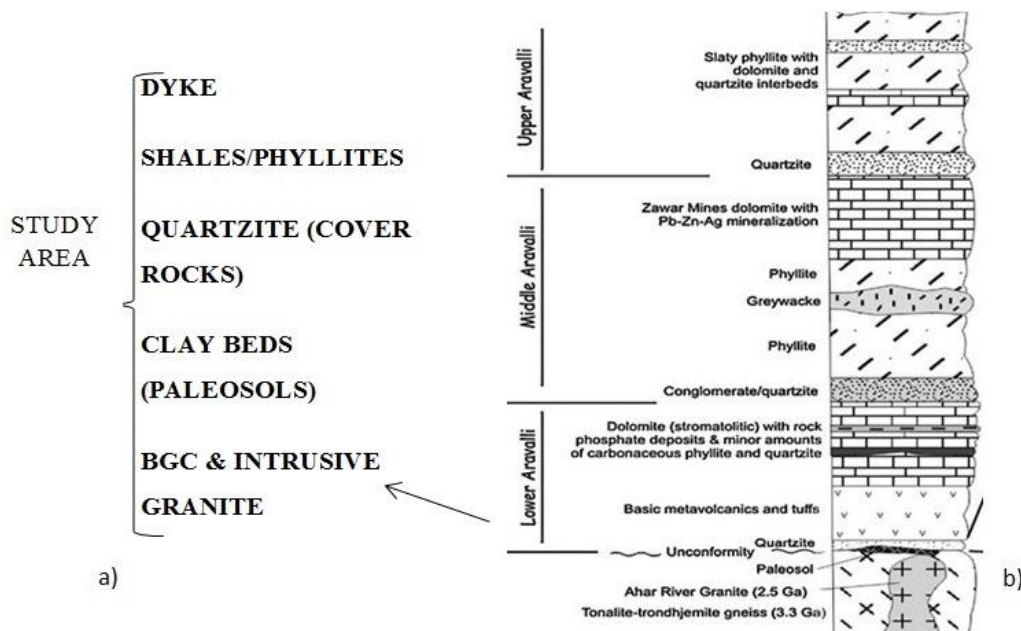 STUDY
AREA
DYKE
SHALES/PHYLLITES
QUARTZITE (COVER
ROCKS)
CLAY BEDS
(PALEOSOLS)
BGC & INTRUSIVE
GRANITE
a)
Upper Aravalli
Slaty phyllite with
dolomite and
quartzite interbeds
Quartzite
Middle Aravalli
Zawar Mines dolomite with
Pb-Zn-Ag mineralization
Phyllite
Greywacke
Phyllite
Conglomerate/quartzite
Lower Aravalli
Dolomite (stromatolitic) with rock
phosphate deposits & minor amounts
of carbonaceous phyllite and quartzite
Basic metavolcanics and tuffs
Quartzite
Unconformity
Paleosol
Ahar River Granite (2.5 Ga)
Tonalite-trondhjemite gneiss (3.3 Ga)
b)